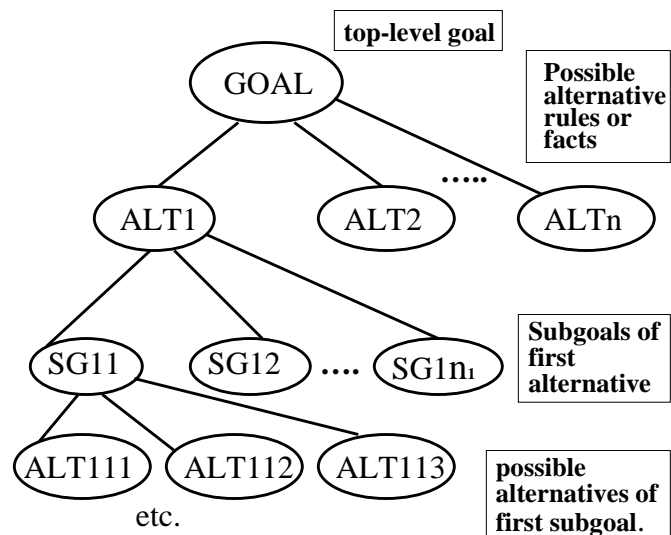 top-level goal
GOAL
Possible
alternative
rules or
facts
.....
ALT1
ALT2
ALTn
SG11
SG12
....
SG1n₁
Subgoals of
first
alternative
ALT111
ALT112
ALT113
possible
alternatives of
first subgoal.
etc.